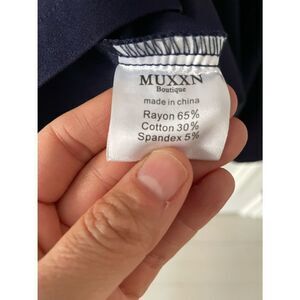 MUXXN
Boutique
made in china
Rayon 65%
Cotton 30%
Spandex 5%